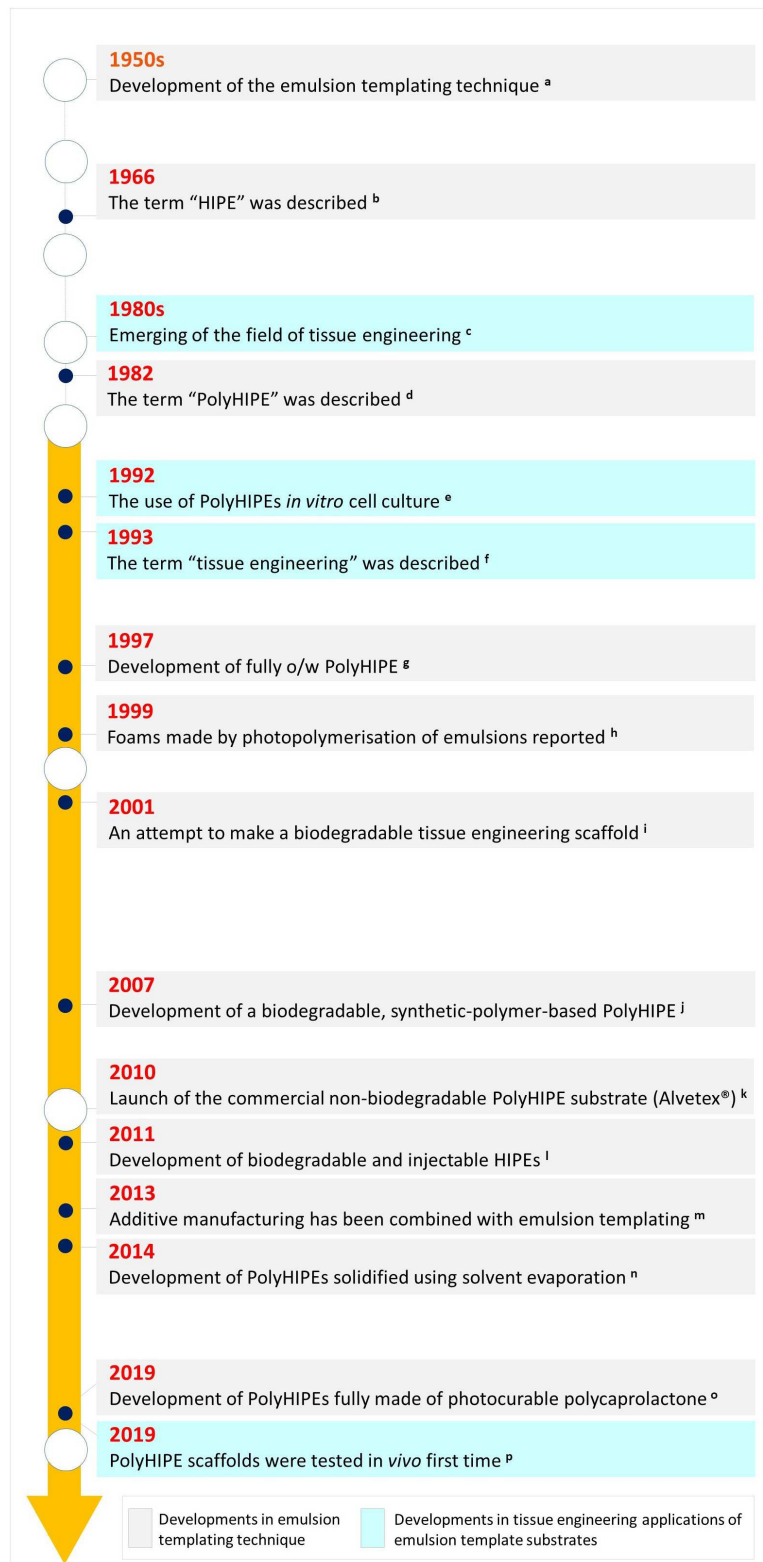 1950s
Development of the emulsion templating technique ᵃ
1966
The term “HIPE” was described ᵇ
1980s
Emerging of the field of tissue engineering ᶜ
1982
The term “PolyHIPE” was described ᵈ
1992
The use of PolyHIPEs in vitro cell culture ᵉ
1993
The term “tissue engineering” was described ᶠ
1997
Development of fully o/w PolyHIPE ᵍ
1999
Foams made by photopolymerisation of emulsions reported ʰ
2001
An attempt to make a biodegradable tissue engineering scaffold ⁱ
2007
Development of a biodegradable, synthetic-polymer-based PolyHIPE ʲ
2010
Launch of the commercial non-biodegradable PolyHIPE substrate (Alvetex®) ᵏ
2011
Development of biodegradable and injectable HIPEs ˡ
2013
Additive manufacturing has been combined with emulsion templating ᵐ
2014
Development of PolyHIPEs solidified using solvent evaporation ⁿ
2019
Development of PolyHIPEs fully made of photocurable polycaprolactone ᵒ
2019
PolyHIPE scaffolds were tested in vivo first time ᵖ
Developments in emulsion
templating technique
Developments in tissue engineering applications of
emulsion template substrates